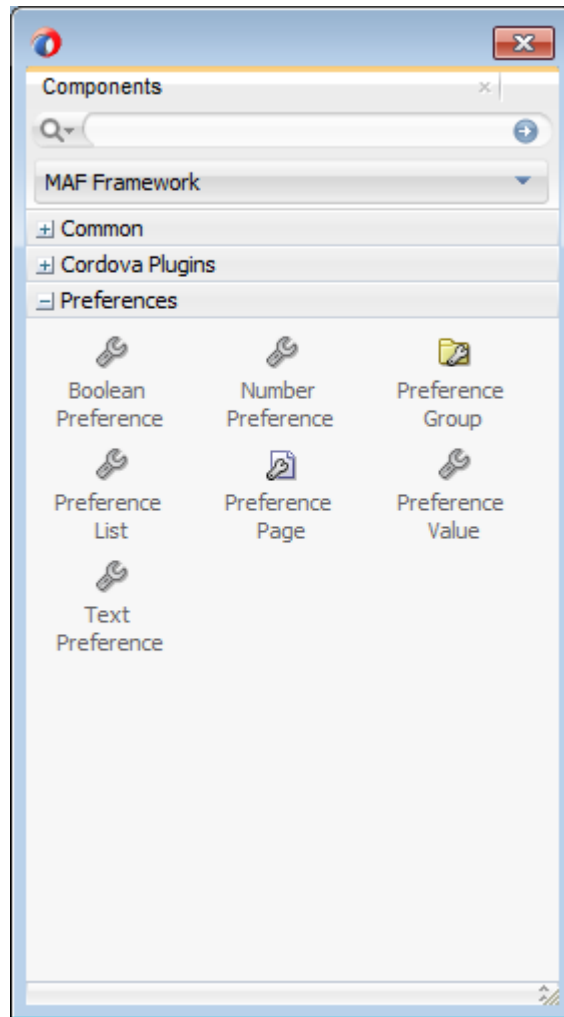 Components
MAF Framework
Common
Cordova Plugins
Preferences
Boolean Number Preference
Preference Preference Group
Preference Preference Preference
List Page Value
Text
Preference